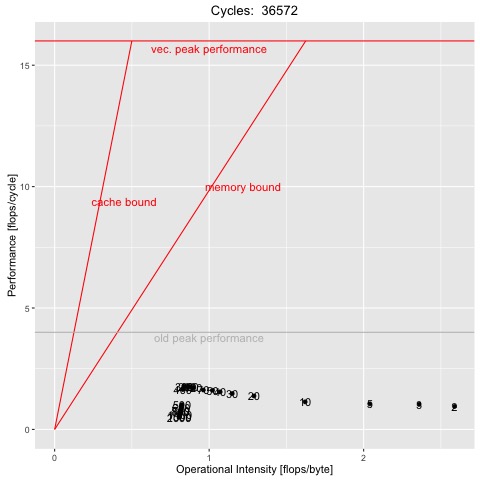 Cycles: 36572
vec. peak performance
15
memory bound
10
cache bound
Performance [flops/cycle]
5
old peak performance
30
20
10
5
3
2
0
0
1
2
Operational Intensity [flops/byte]